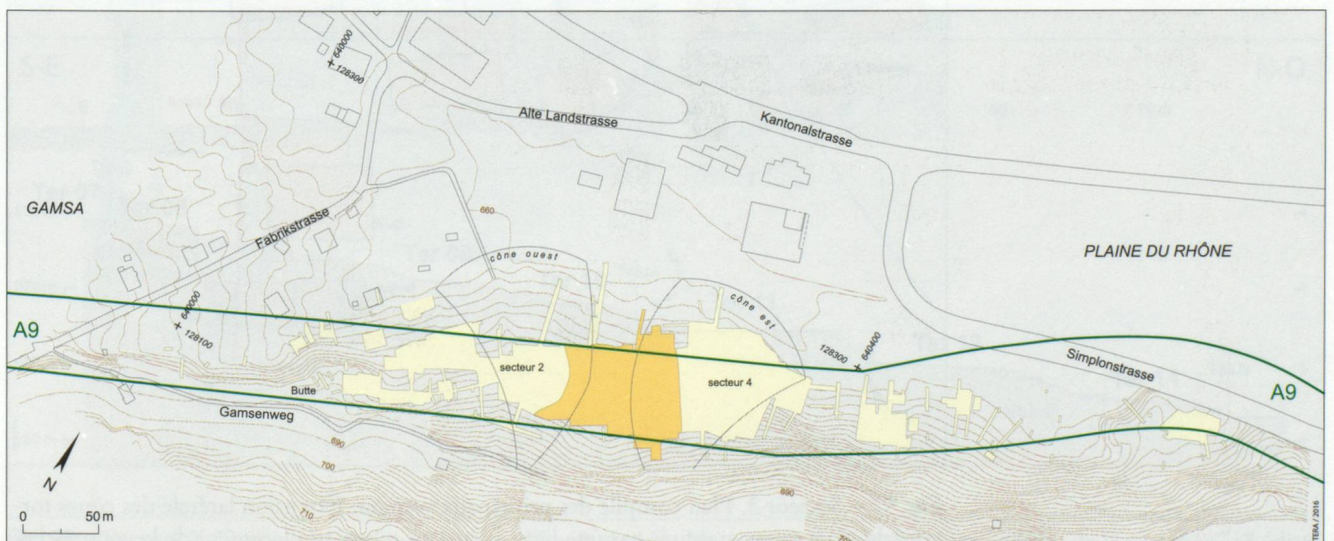 640000
128300
Alte Landstrasse
Kantonalstrasse
GAMSA
Fabrikstrasse
660
PLAINE DU RHÔNE
cône ouest
cône est
640000
128100
A9
128300
640400
Simplonstrasse
secteur 2
secteur 4
Butte
A9
Gamsenweg
690
700
690
710
N
0 50 m
TERA / 2016